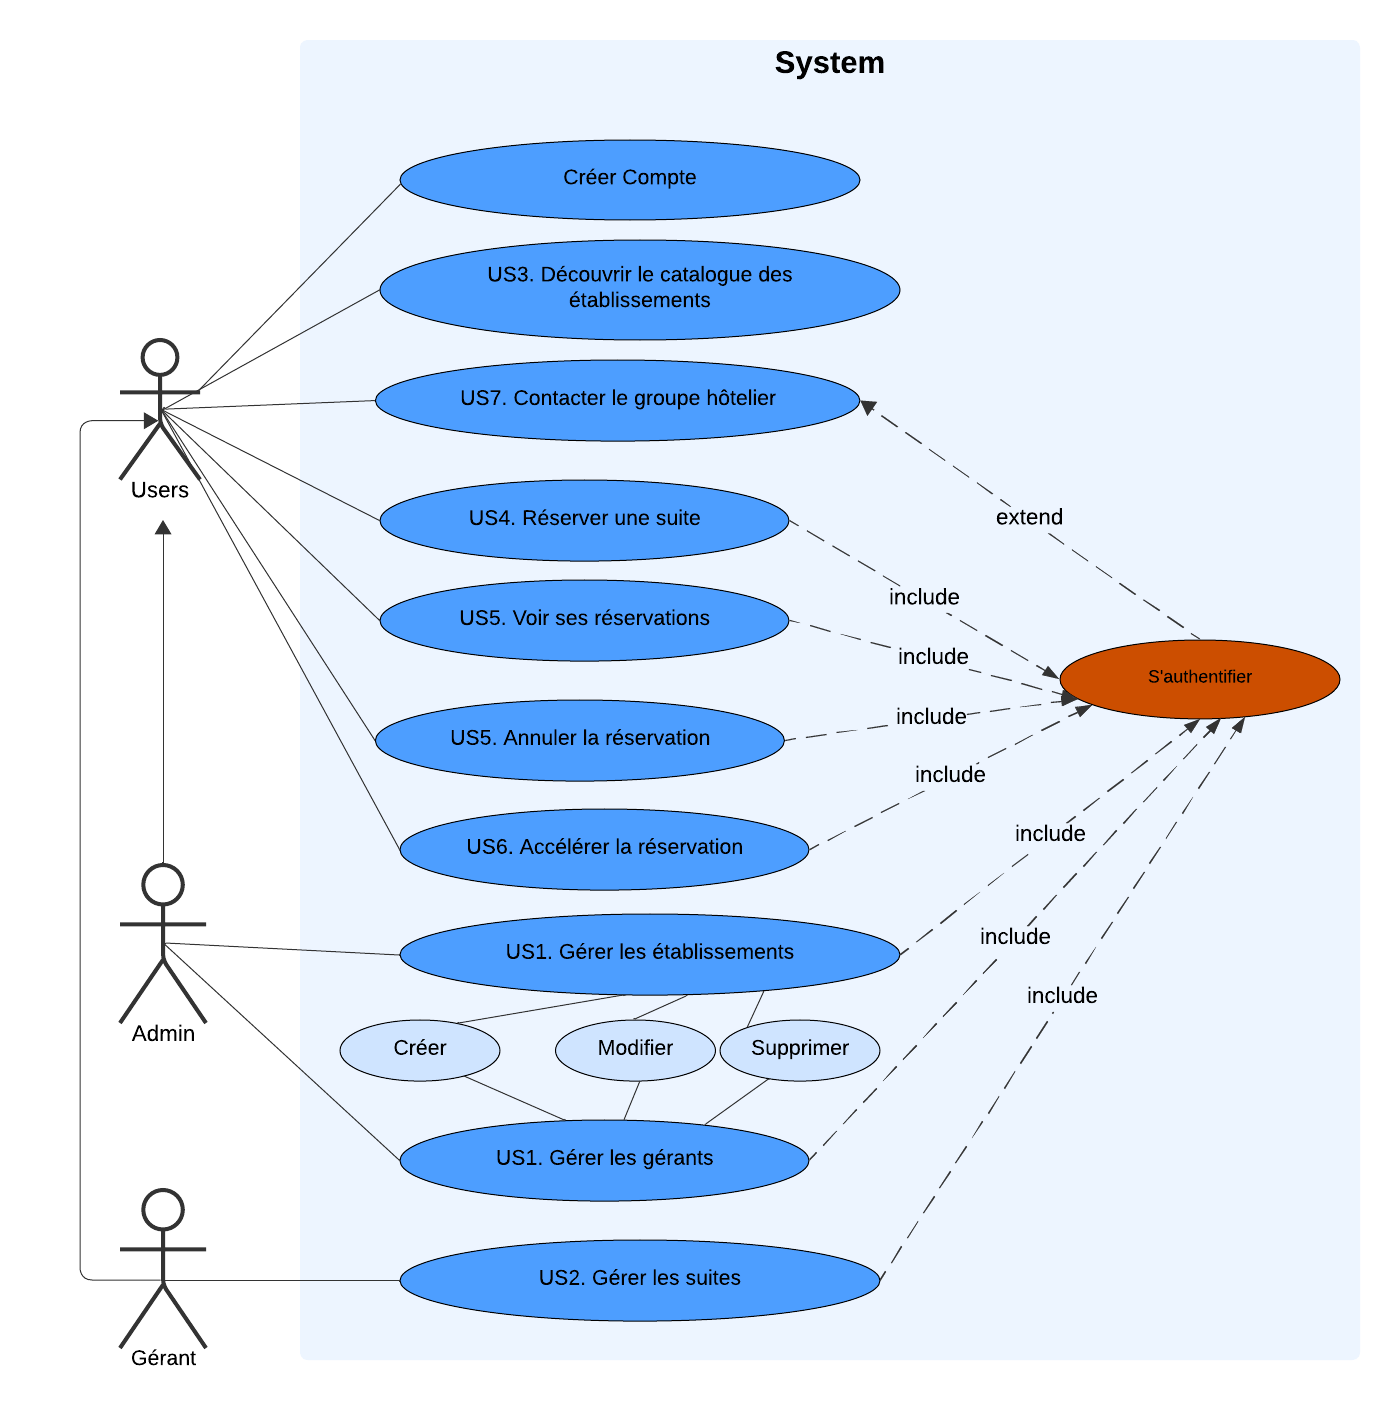 System
Créer Compte
US3. Découvrir le catalogue des
établissements
US7. Contacter le groupe hôtelier
Users
US4. Réserver une suite
extend
include
US5. Voir ses réservations
include
S'authentifier
US5. Annuler la réservation
include
include
US6. Accélérer la réservation
include
US1. Gérer les établissements
include
include
Admin
Créer
Modifier
Supprimer
US1. Gérer les gérants
US2. Gérer les suites
Gérant